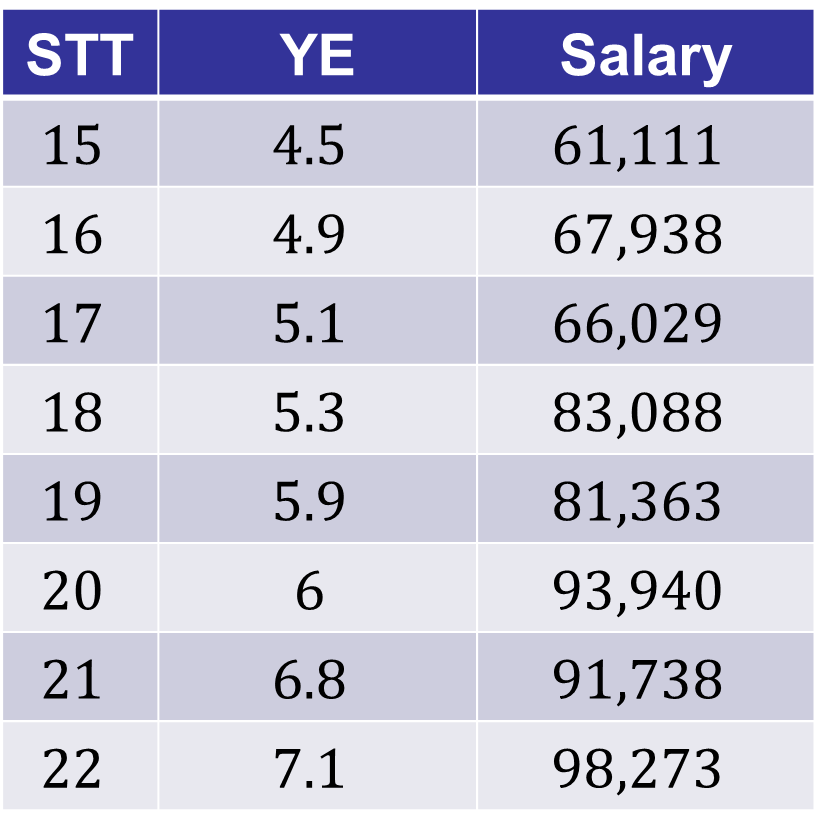 STT YE Salary
15 4.5 61,111
16 4.9 67,938
17 5.1 66,029
18 5.3 83,088
19 5.9 81,363
20 6 93,940
21 6.8 91,738
22 7.1 98,273